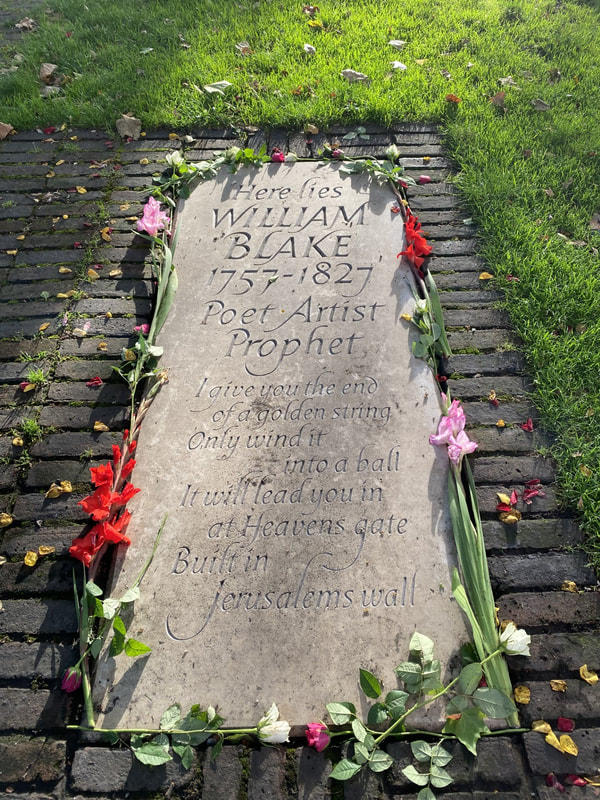 Here lies
WILLIAM
BLAKE
1757-1827
Poet Artist
Prophet
I give you the end
of a golden string
Only wind it
into a ball
It will lead you in
at Heavens gate
Built in
Jerusalems wall